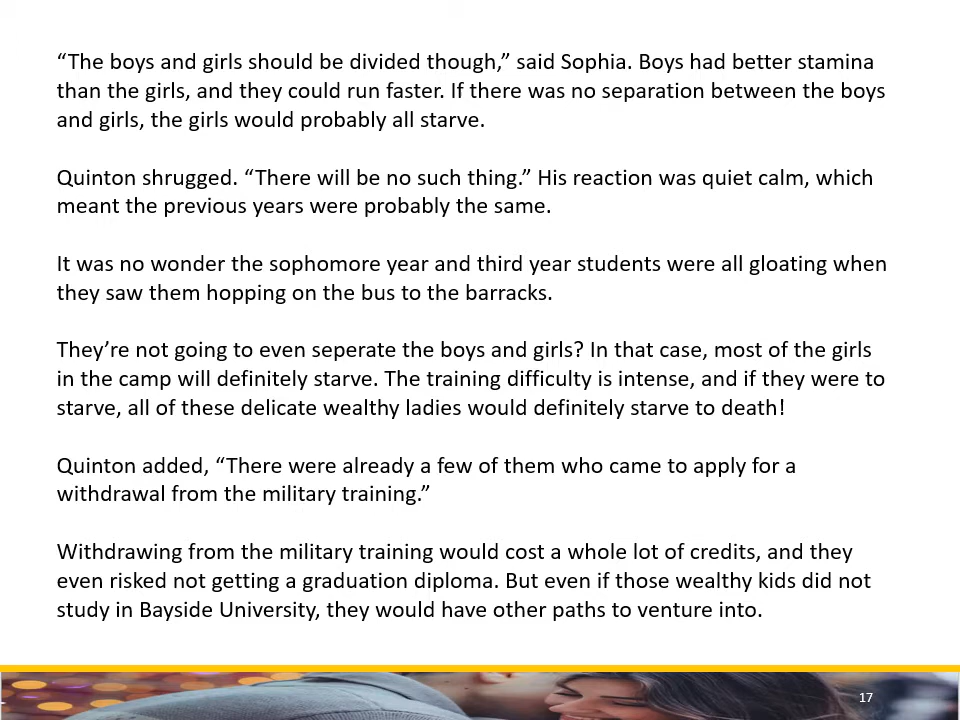 “The boys and girls should be divided though,” said Sophia. Boys had better stamina
than the girls, and they could run faster. If there was no separation between the boys
and girls, the girls would probably all starve.
Quinton shrugged. “There will be no such thing.” His reaction was quiet calm, which
meant the previous years were probably the same.
It was no wonder the sophomore year and third year students were all gloating when
they saw them hopping on the bus to the barracks.
They’re not going to even seperate the boys and girls? In that case, most of the girls
in the camp will definitely starve. The training difficulty is intense, and if they were to
starve, all of these delicate wealthy ladies would definitely starve to death!
Quinton added, “There were already a few of them who came to apply for a
withdrawal from the military training.”
Withdrawing from the military training would cost a whole lot of credits, and they
even risked not getting a graduation diploma. But even if those wealthy kids did not
study in Bayside University, they would have other paths to venture into.
17